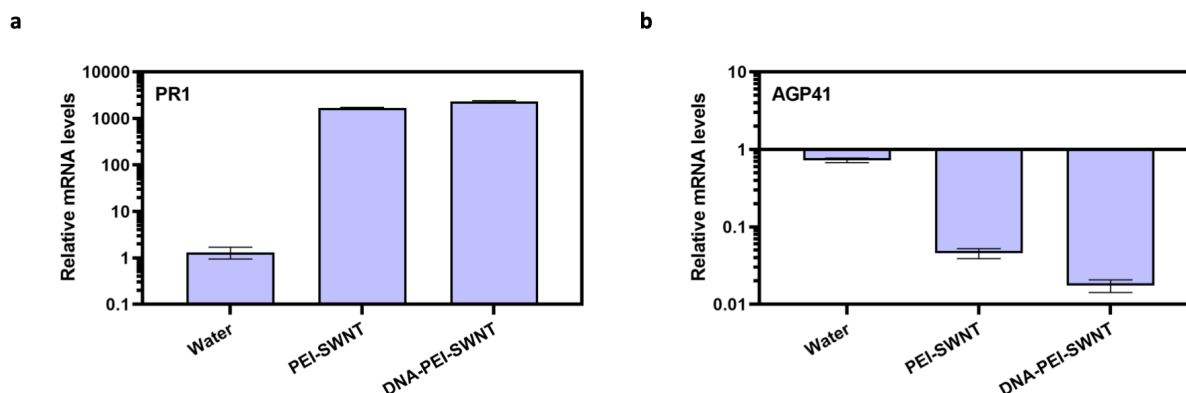 a
Relative mRNA levels
10000
1000
100
10
1
0.1
PR1
Water
PEI-SWNT
DNA-PEI-SWNT
b
Relative mRNA levels
10
1
0.1
0.01
AGP41
Water
PEI-SWNT
DNA-PEI-SWNT